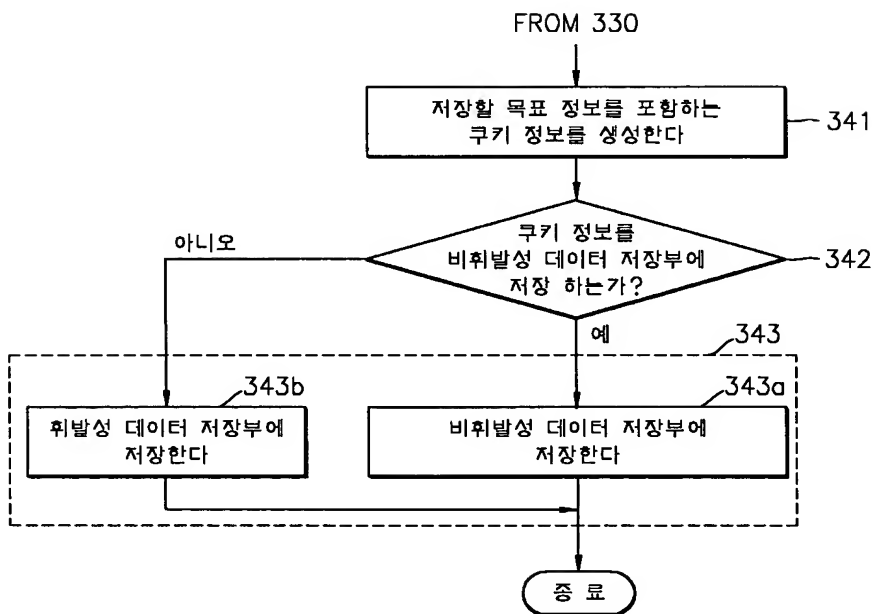 FROM 330
저장할 목표 정보를 포함하는
쿠키 정보를 생성한다
341
쿠키 정보를
비휘발성 데이터 저장부에
저장 하는가?
342
아니오
예
343
343b
휘발성 데이터 저장부에
저장한다
343a
비휘발성 데이터 저장부에
저장한다
종 료